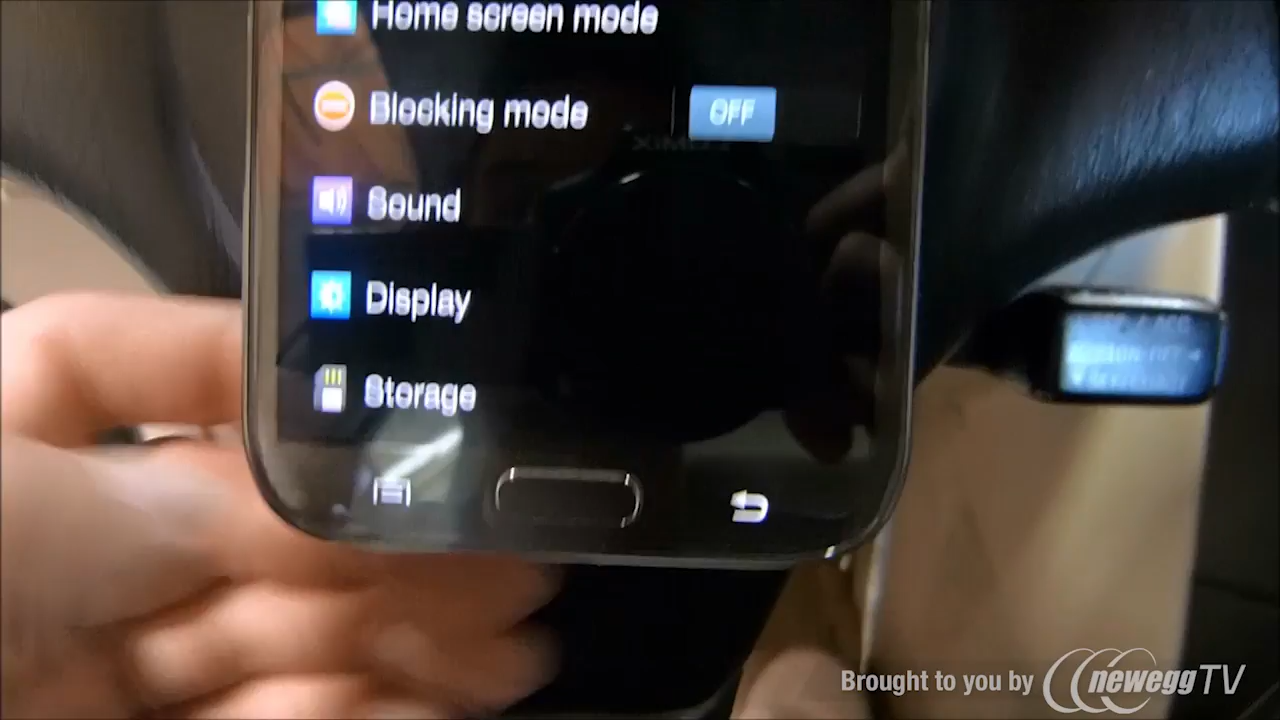 Home screen mode
Blocking mode OFF
Sound
Display
Storage
Brought to you by neweggTV